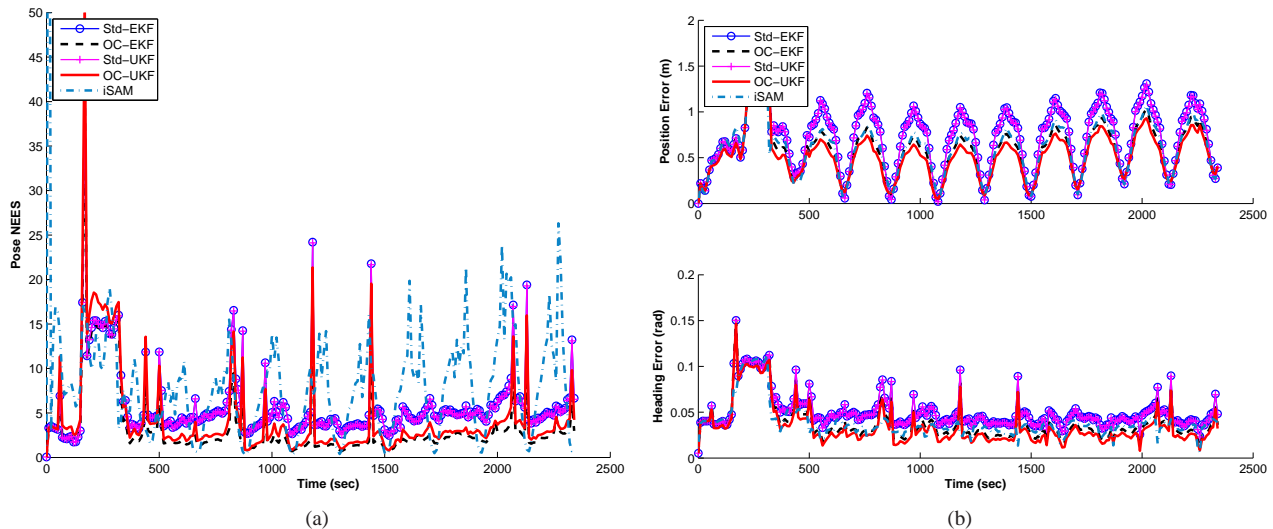 50
45
40
35
30
25
20
15
10
5
0
Pose NEES
Std−EKF
OC−EKF
Std−UKF
OC−UKF
iSAM
0
500
1000
1500
2000
2500
Time (sec)
(a)
2
1.5
1
0.5
0
Position Error (m)
Std−EKF
OC−EKF
Std−UKF
OC−UKF
iSAM
0
500
1000
1500
2000
2500
0.2
0.15
0.1
0.05
0
Heading Error (rad)
0
500
1000
1500
2000
2500
Time (sec)
(b)